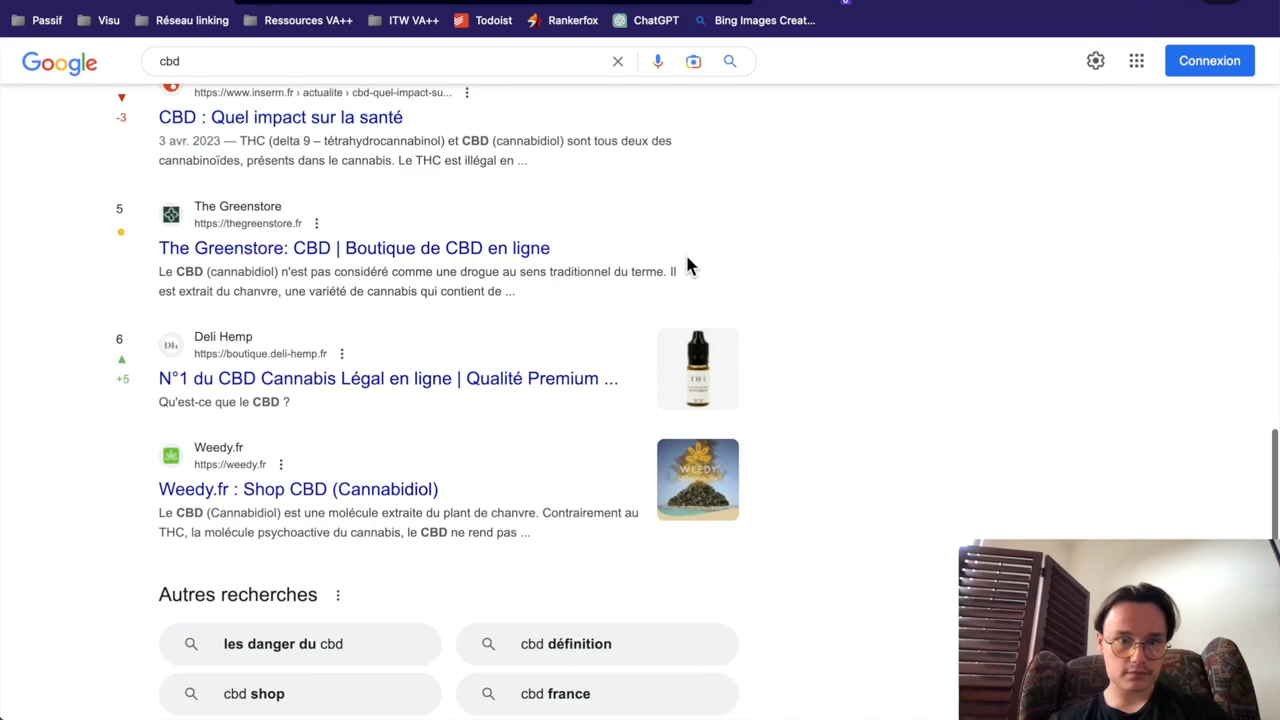 Passif Visu Réseau linking Ressources VA++ ITW VA++ Todoist Rankerfox ChatGPT Bing Images Creat...
Google cbd Connexion
https://www.inserm.fr › actualite › cbd-quel-impact-su...
-3
CBD : Quel impact sur la santé
3 avr. 2023 — THC (delta 9 – tétrahydrocannabinol) et CBD (cannabidiol) sont tous deux des
cannabinoïdes, présents dans le cannabis. Le THC est illégal en ...
5
The Greenstore
https://thegreenstore.fr
The Greenstore: CBD | Boutique de CBD en ligne
Le CBD (cannabidiol) n'est pas considéré comme une drogue au sens traditionnel du terme. Il
est extrait du chanvre, une variété de cannabis qui contient de ...
6
Deli Hemp
https://boutique.deli-hemp.fr
+5
N°1 du CBD Cannabis Légal en ligne | Qualité Premium ...
Qu'est-ce que le CBD ?
Weedy.fr
https://weedy.fr
WEEDY
Weedy.fr : Shop CBD (Cannabidiol)
Le CBD (Cannabidiol) est une molécule extraite du plant de chanvre. Contrairement au
THC, la molécule psychoactive du cannabis, le CBD ne rend pas ...
Autres recherches
les danger du cbd
cbd définition
cbd shop
cbd france